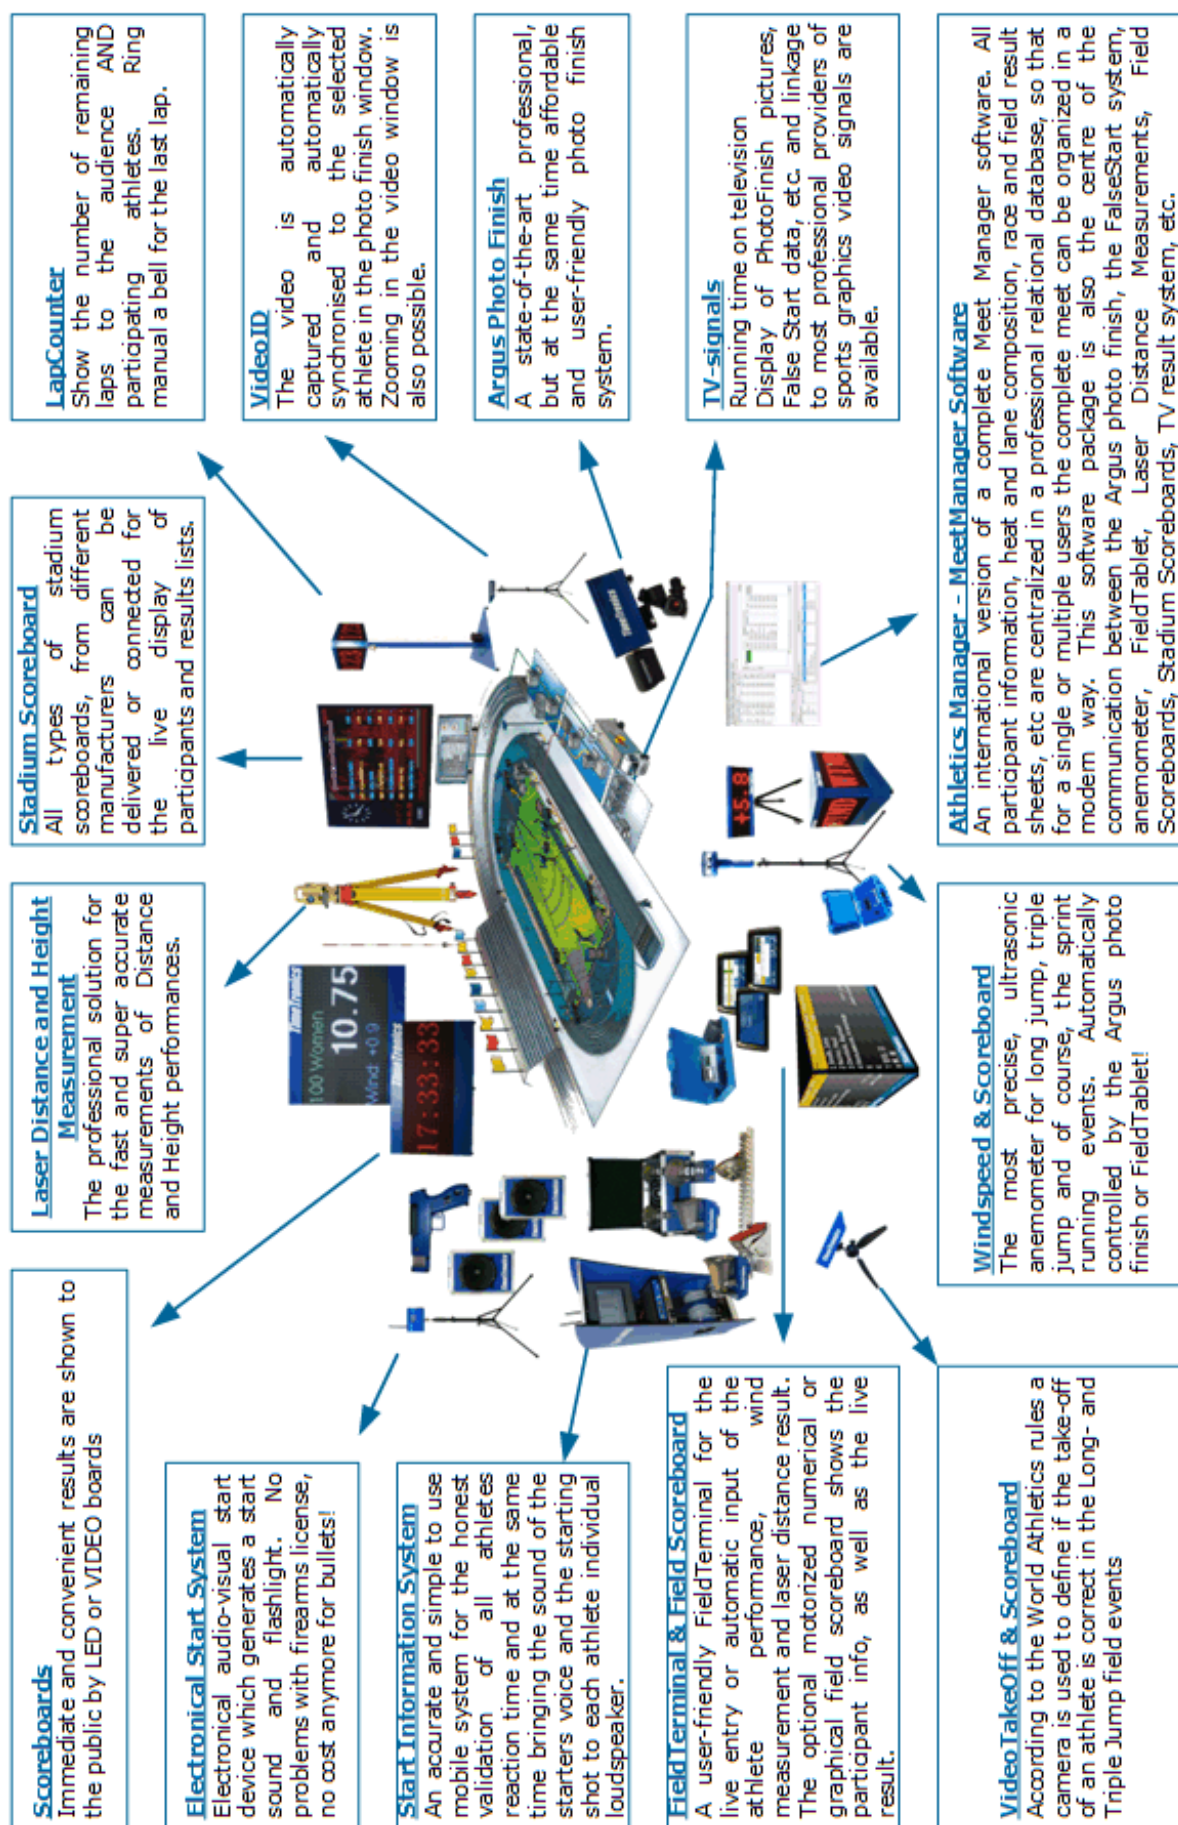 Scoreboards
Immediate and convenient results are shown to
the public by LED or VIDEO boards
Laser Distance and Height
Measurement
The professional solution for
the fast and super accurate
measurements of Distance
and Height performances.
Stadium Scoreboard
All types of stadium
scoreboards, from different
manufacturers can be
delivered or connected for
the live display of
participants and results lists.
LapCounter
Show the number of remaining
laps to the audience AND
participating athletes. Ring
manual a bell for the last lap.
Electronical Start System
Electronical audio-visual start
device which generates a start
sound and flashlight. No
problems with firearms license,
no cost anymore for bullets!
VideoID
The video is automatically
captured and automatically
synchronised to the selected
athlete in the photo finish window.
Zooming in the video window is
also possible.
Start Information System
An accurate and simple to use
mobile system for the honest
validation of all athletes
reaction time and at the same
time bringing the sound of the
starters voice and the starting
shot to each athlete individual
loudspeaker.
Argus Photo Finish
A state-of-the-art professional,
but at the same time affordable
and user-friendly photo finish
system.
FieldTerminal & Field Scoreboard
A user-friendly FieldTerminal for the
live entry or automatic input of the
athlete performance, wind
measurement and laser distance result.
The optional motorized numerical or
graphical field scoreboard shows the
participant info, as well as the live
result.
TV-signals
Running time on television
Display of PhotoFinish pictures,
False Start data, etc. and linkage
to most professional providers of
sports graphics video signals are
available.
VideoTakeOff & Scoreboard
According to the World Athletics rules a
camera is used to define if the take-off
of an athlete is correct in the Long- and
Triple Jump field events
Windspeed & Scoreboard
The most precise, ultrasonic
anemometer for long jump, triple
jump and of course, the sprint
running events. Automatically
controlled by the Argus photo
finish or FieldTablet!
Athletics Manager - MeetManager Software
An international version of a complete Meet Manager software. All
participant information, heat and lane composition, race and field result
sheets, etc are centralized in a professional relational database, so that
for a single or multiple users the complete meet can be organized in a
modem way. This software package is also the centre of the
communication between the Argus photo finish, the FalseStart system,
anemometer, FieldTablet, Laser Distance Measurements, Field
Scoreboards, Stadium Scoreboards, TV result system, etc.
TimeTronics
100 Women
10.75
Wind: +0.9
TimeTronics
17:33:33
+5.8